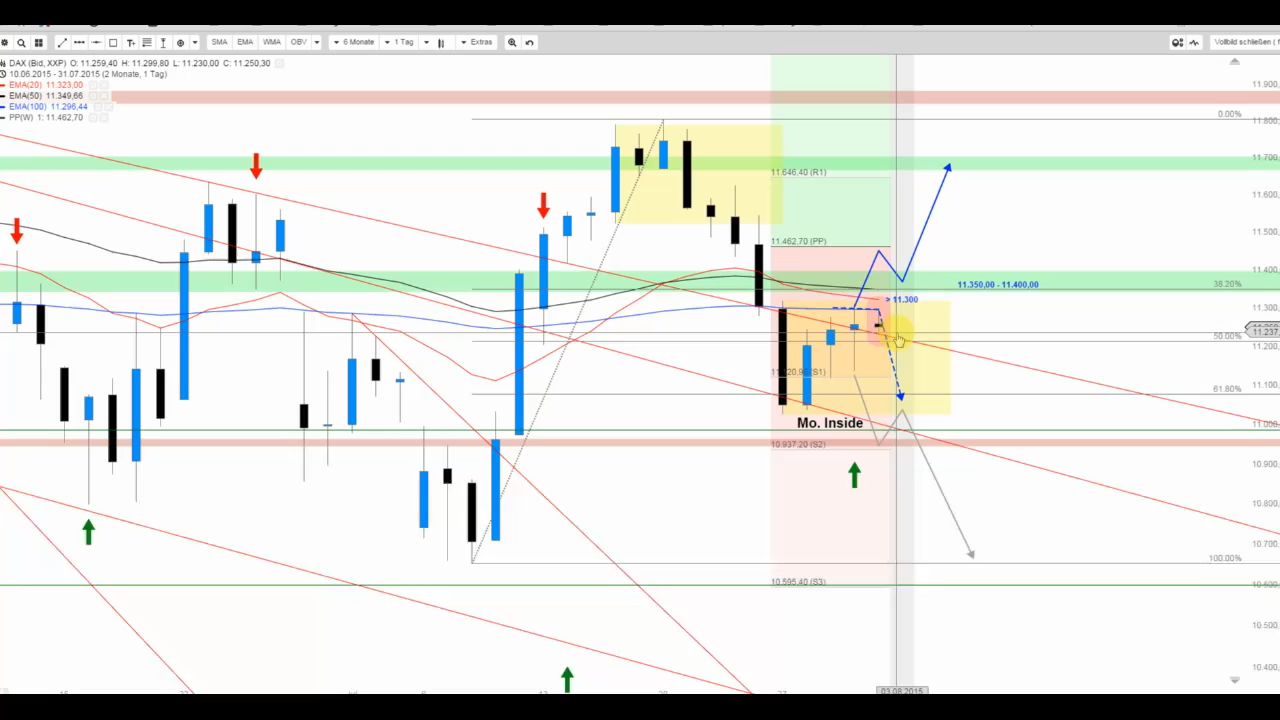 SMA EMA WMA OBV 6 Monate 1 Tag Extras Vollbild schließen ( f
DAX (Bid, XXP) O: 11.259,40 H: 11.299,80 L: 11.230,00 C: 11.250,30
10.06.2015 - 31.07.2015 (2 Monate, 1 Tag)
EMA(20) 11.323,00
EMA(50) 11.349,66
EMA(100) 11.296,44
PP(W) 1: 11.462,70
11.900,
0.00%
11.800,
11.700,
11.646,40 (R1)
11.500,
11.462,70 (PP)
11.400,
38.20%
11.350,00 - 11.400,00
> 11.300
11.300,
11.237,
50.00%
11.200,
(S1)
11.100,
61.80%
Mo. Inside
11.000,
10.937,20 (S2)
10.900,
10.800,
10.700,
100.00%
10.595,40 (S3)
10.600,
10.500,
10.400,
03.08.2015